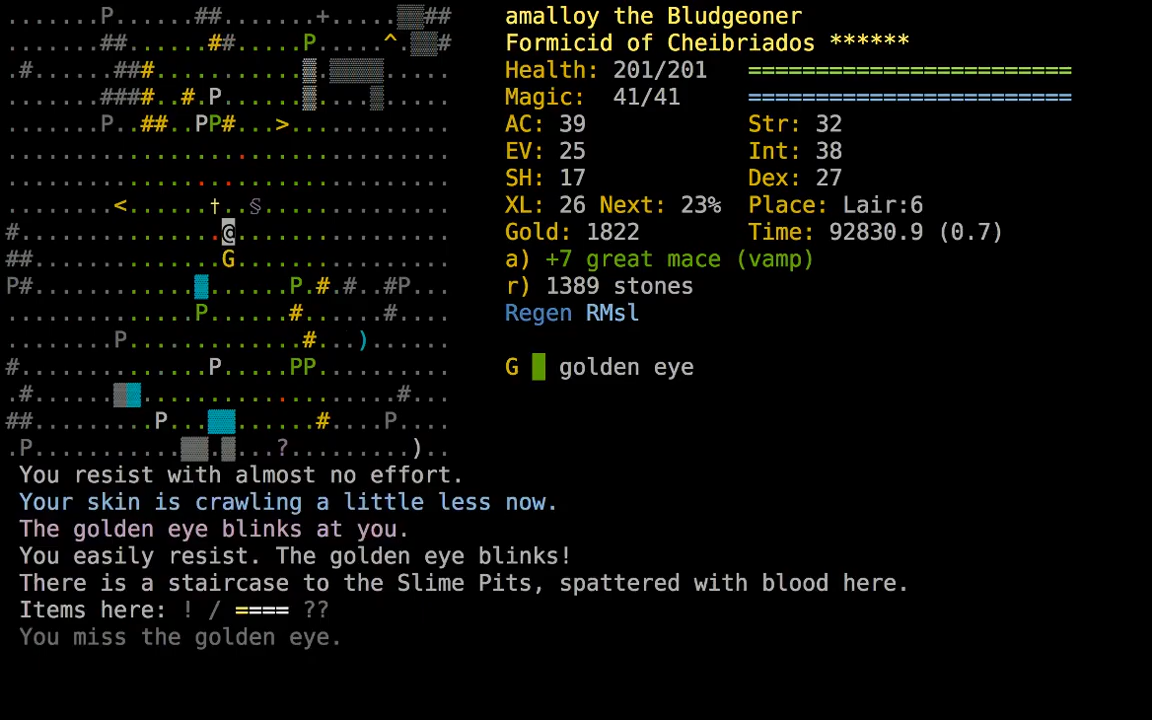 .......P......##.......+.....▒▒##      amalloy the Bludgeoner
.......##......##.....P.....^.▒▒#      Formicid of Cheibriados ******
.#......###...........▒.▒▒▒▒.....      Health: 201/201   ========================
.......####..#.P......▒....▒.....      Magic:  41/41     ========================
.......P..##..PP#...>............      AC: 39            Str: 32
.................................      EV: 25            Int: 38
.................................      SH: 17            Dex: 27
........<......†..§..............      XL: 26 Next: 23%  Place: Lair:6
#...............@................      Gold: 1822        Time: 92830.9 (0.7)
##..............G................      a) +7 great mace (vamp)
P#............▒......P.#.#..#P...      r) 1389 stones
..............P......#......#....      Regen RMsl
........P.............#...)......
#..............P.....PP..........      G █ golden eye
.#......▒▒...................#...
##.........P...▒▒......#....P....
.P...........▒▒.▒...?.........)..
You resist with almost no effort.
Your skin is crawling a little less now.
The golden eye blinks at you.
You easily resist. The golden eye blinks!
There is a staircase to the Slime Pits, spattered with blood here.
Items here: ! / ==== ??
You miss the golden eye.